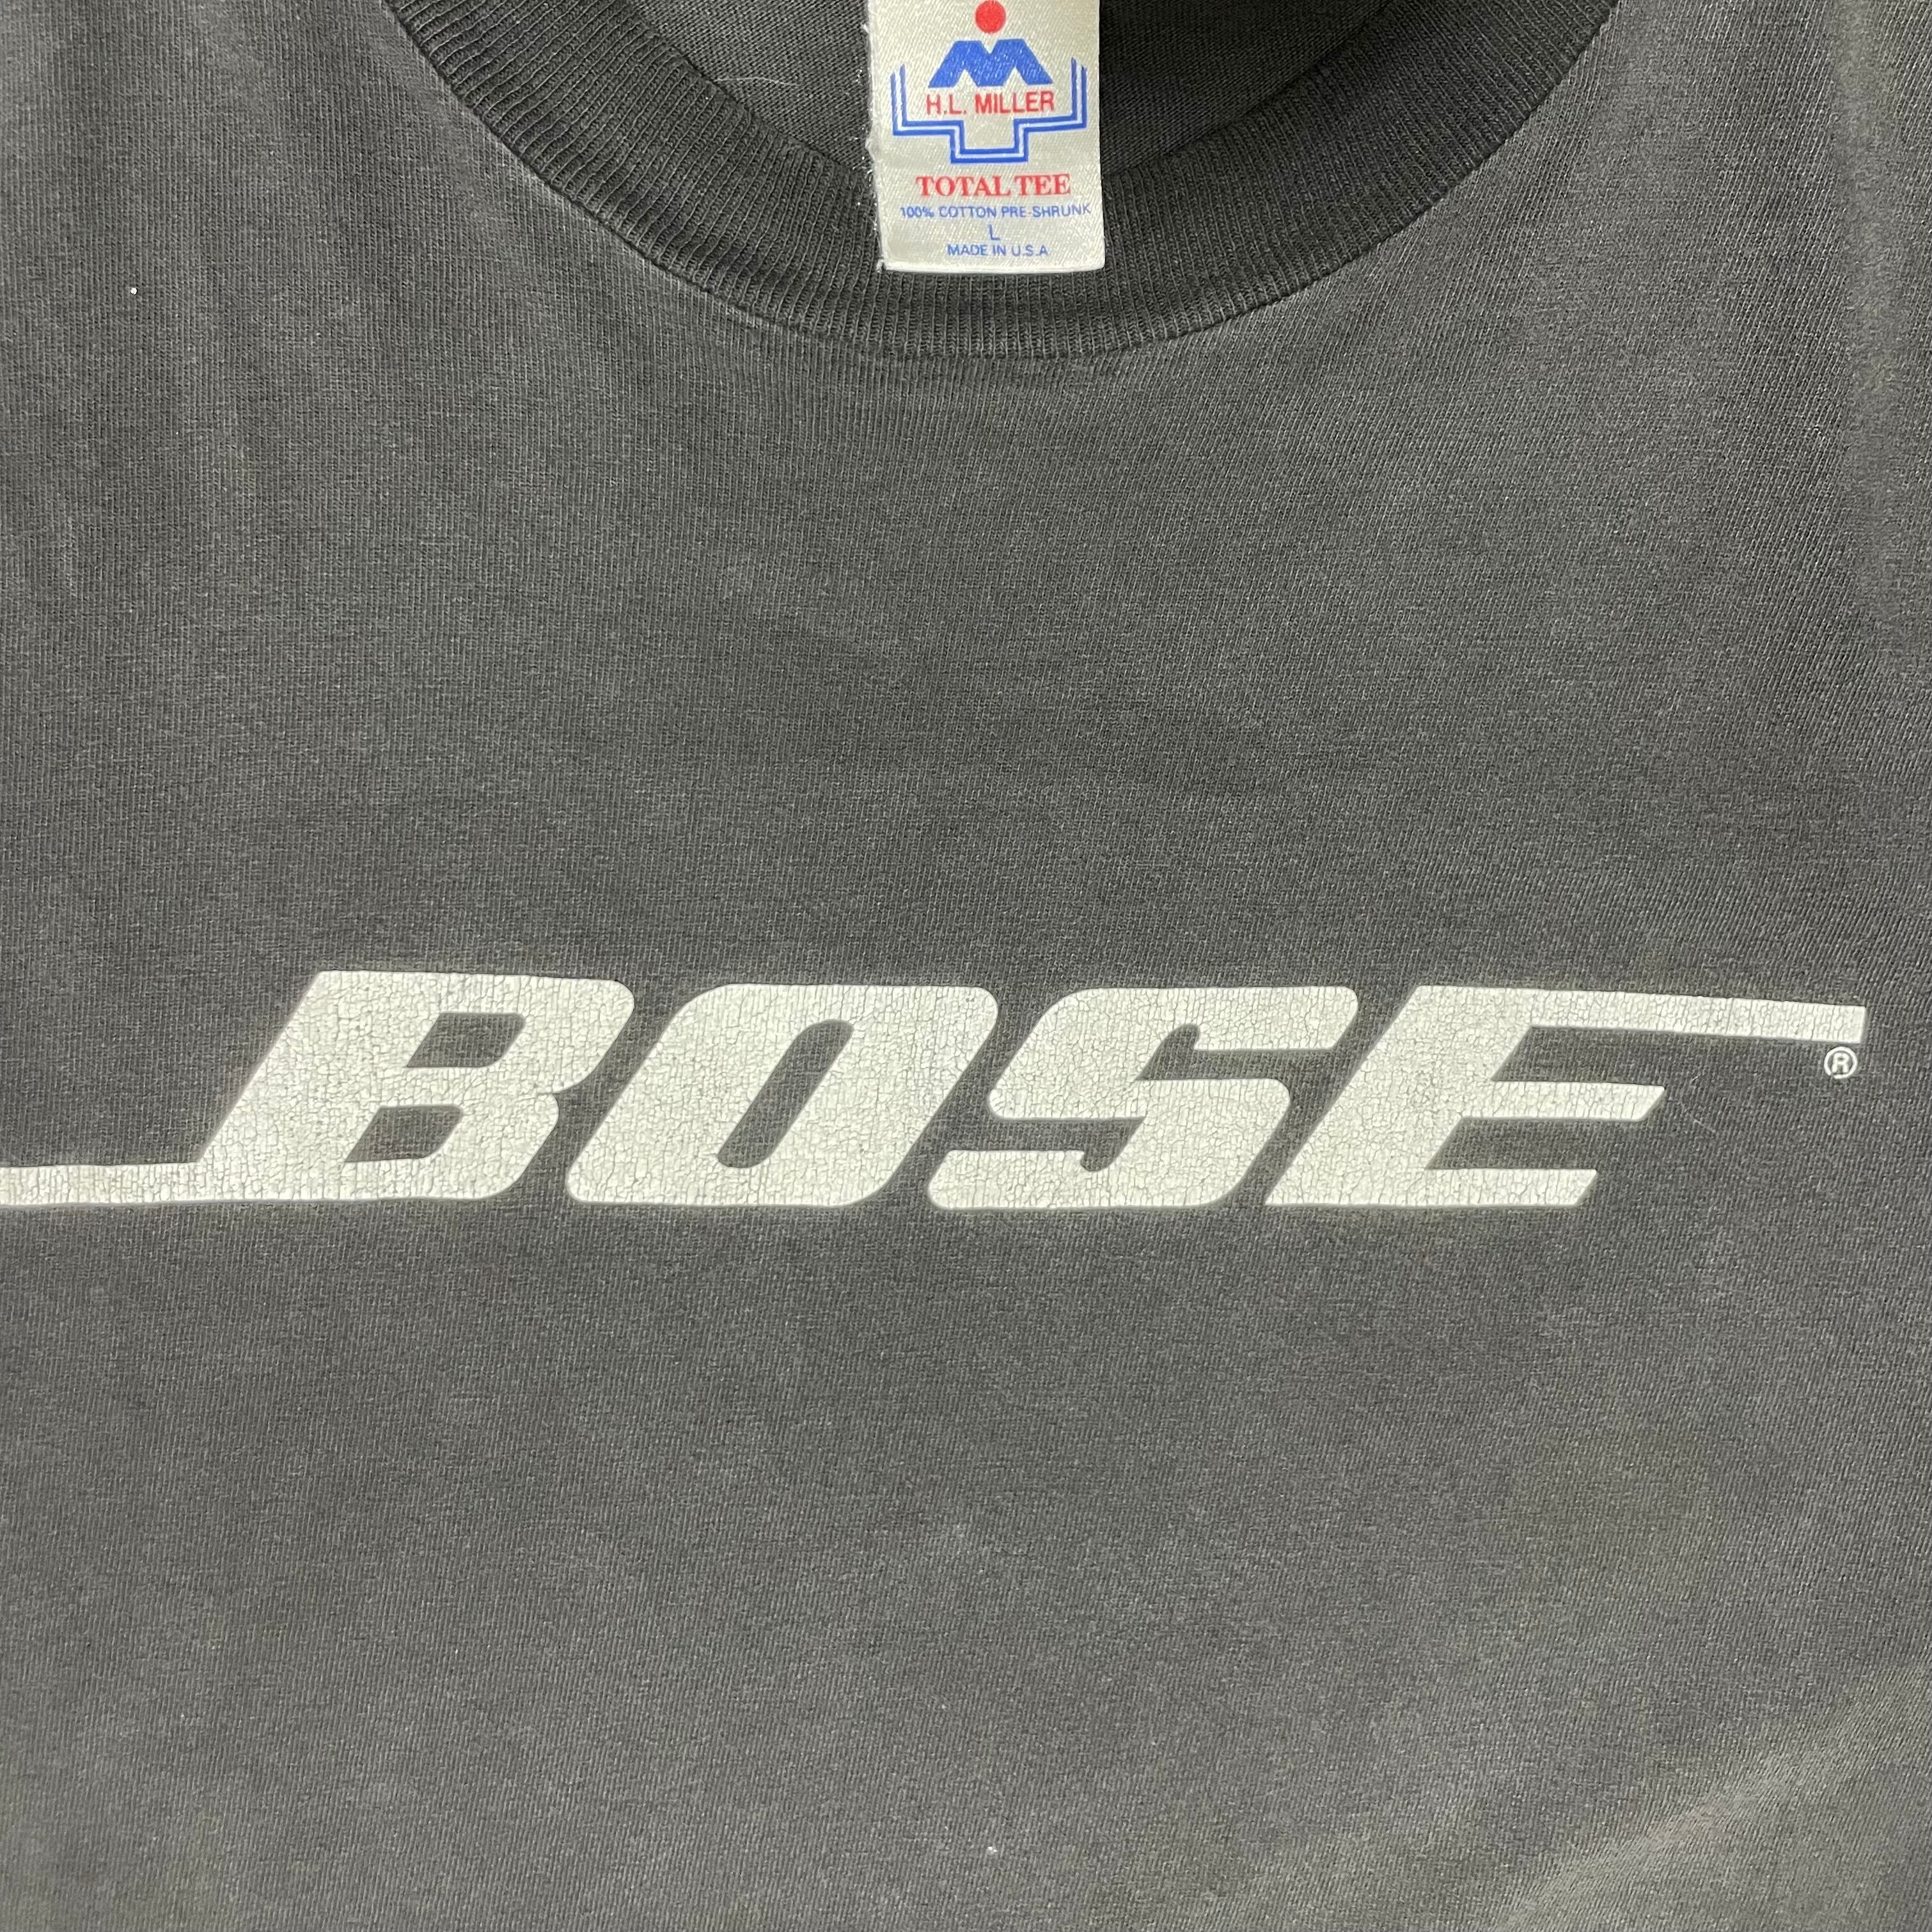 H.L. MILLER
TOTAL TEE
100% COTTON PRE-SHRUNK
L
MADE IN U.S.A
BOSE
®